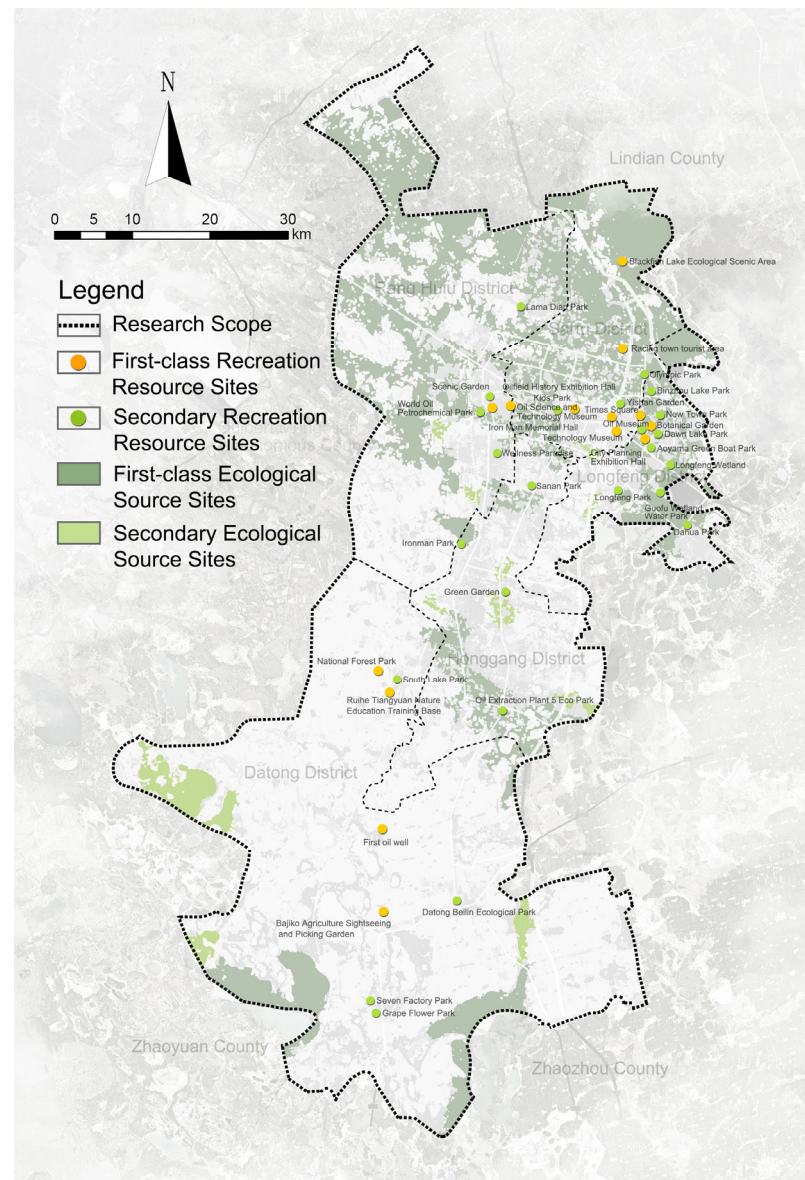 N
Lindian County
0 5 10 20 30
km
Legend
Research Scope
First-class Recreation
Resource Sites
Secondary Recreation
Resource Sites
First-class Ecological
Source Sites
Secondary Ecological
Source Sites
Blackfish Lake Ecological Scenic Area
Rang Hulu District
Lama Dian Park
Sartu District
Racing town tourist area
Olympic Park
Scenic Garden
Oilfield History Exhibition Hall
Binzhou Lake Park
Kids Park
World Oil
Petrochemical Park
Oil Science and
Technology Museum
Times Square
Yishan Garden
New Town Park
Iron Man Memorial Hall
Oil Museum
Botanical Garden
Technology Museum
Dawn Lake Park
Aoyama Green Boat Park
Wellness Paradise
City Planning
Exhibition Hall
Longfeng Wetland
Longfeng District
Sanan Park
Longfeng Park
Guofu Wetland
Water Park
Dahua Park
Ironman Park
Green Garden
Honggang District
National Forest Park
South Lake Park
Ruihe Tiangyuan Nature
Education Training Base
Oil Extraction Plant 5 Eco Park
Datong District
First oil well
Datong Beilin Ecological Park
Bajiko Agriculture Sightseeing
and Picking Garden
Seven Factory Park
Grape Flower Park
Zhaoyuan County
Zhaozhou County